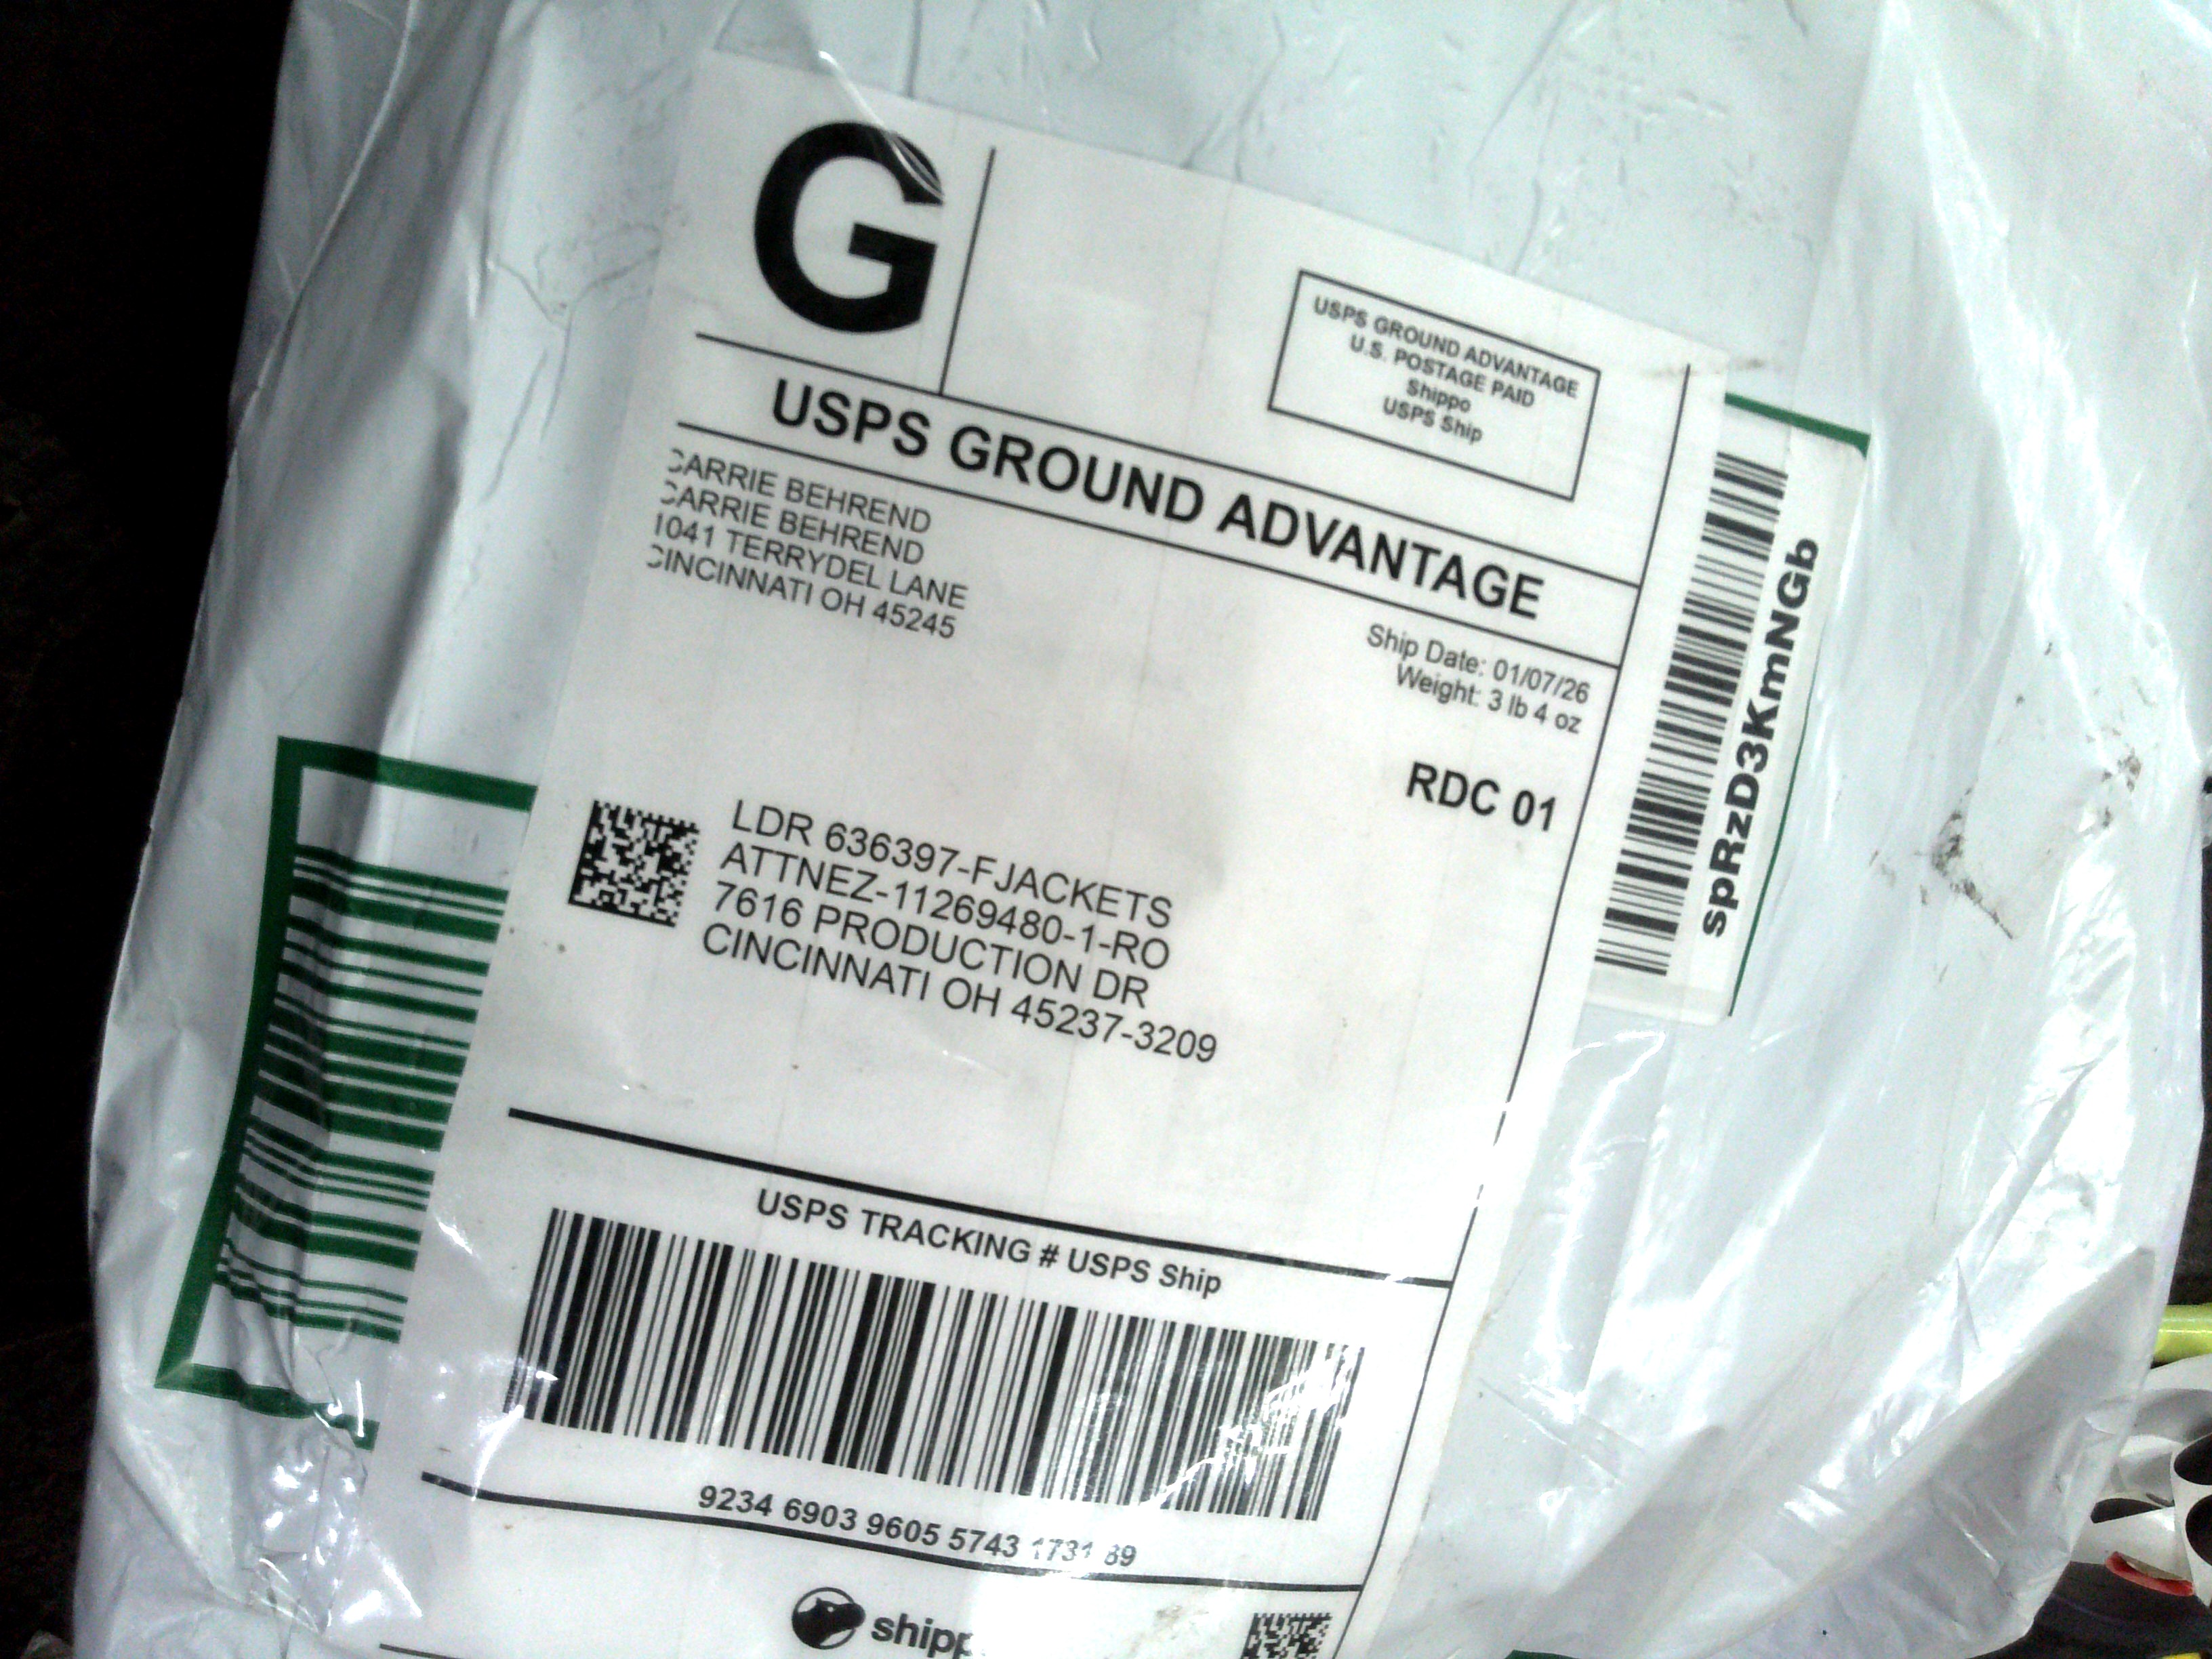 G
USPS GROUND ADVANTAGE
U.S. POSTAGE PAID
Shippo
USPS Ship
USPS GROUND ADVANTAGE
CARRIE BEHREND
CARRIE BEHREND
1041 TERRYDEL LANE
CINCINNATI OH 45245
Ship Date: 01/07/26
Weight: 3 lb 4 oz
RDC 01
LDR 636397-FJACKETS
ATTNEZ-11269480-1-RO
7616 PRODUCTION DR
CINCINNATI OH 45237-3209
USPS TRACKING # USPS Ship
9234 6903 9605 5743 1731 89
shipp
spRzD3KmNGb